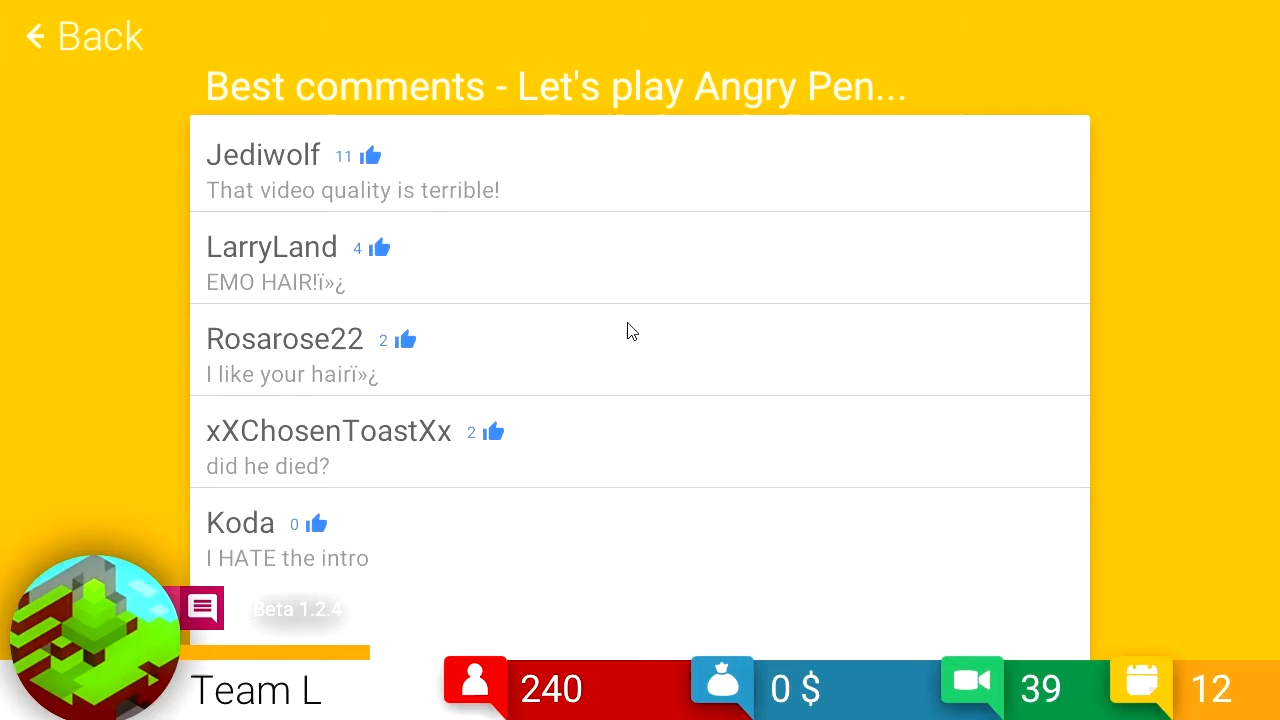 Back
Best comments - Let's play Angry Pen...
Jediwolf 11
That video quality is terrible!
LarryLand 4
EMO HAIR!ï»¿
Rosarose22 2
I like your hairï»¿
xXChosenToastXx 2
did he died?
Koda 0
I HATE the intro
Beta 1.2.4
Team L
240
0 $
39
12